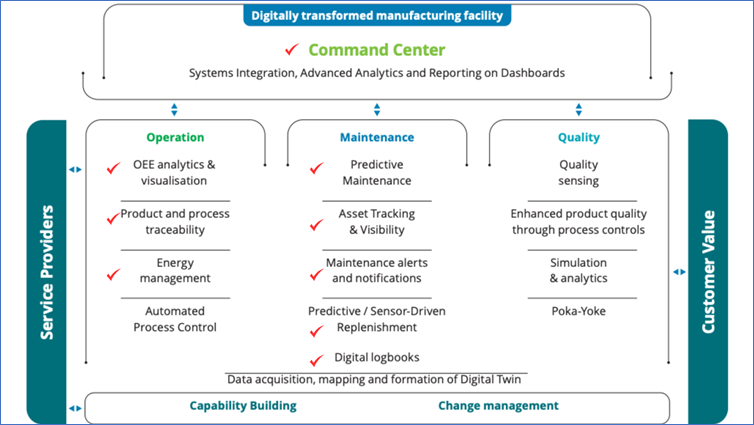 Digitally transformed manufacturing facility
Command Center
Systems Integration, Advanced Analytics and Reporting on Dashboards
Service Providers
Operation
OEE analytics &
visualisation
Product and process
traceability
Energy
management
Automated
Process Control
Maintenance
Predictive
Maintenance
Asset Tracking
& Visibility
Maintenance alerts
and notifications
Predictive / Sensor-Driven
Replenishment
Digital logbooks
Quality
Quality
sensing
Enhanced product quality
through process controls
Simulation
& analytics
Poka-Yoke
Customer Value
Data acquisition, mapping and formation of Digital Twin
Capability Building
Change management